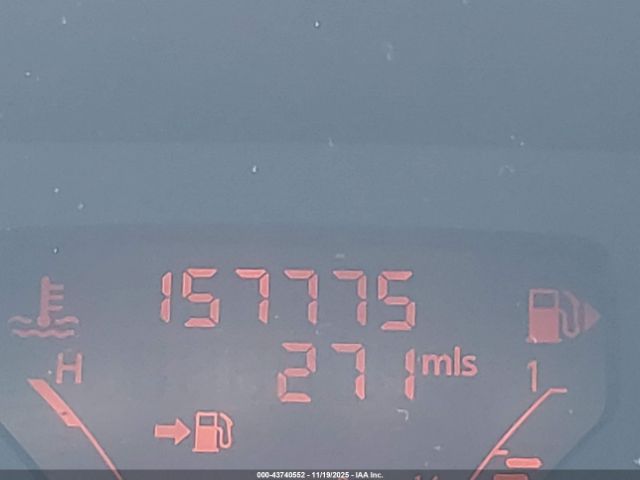 157775
271 mls
H
1
000-43740552 - 11/19/2025 - IAA Inc.